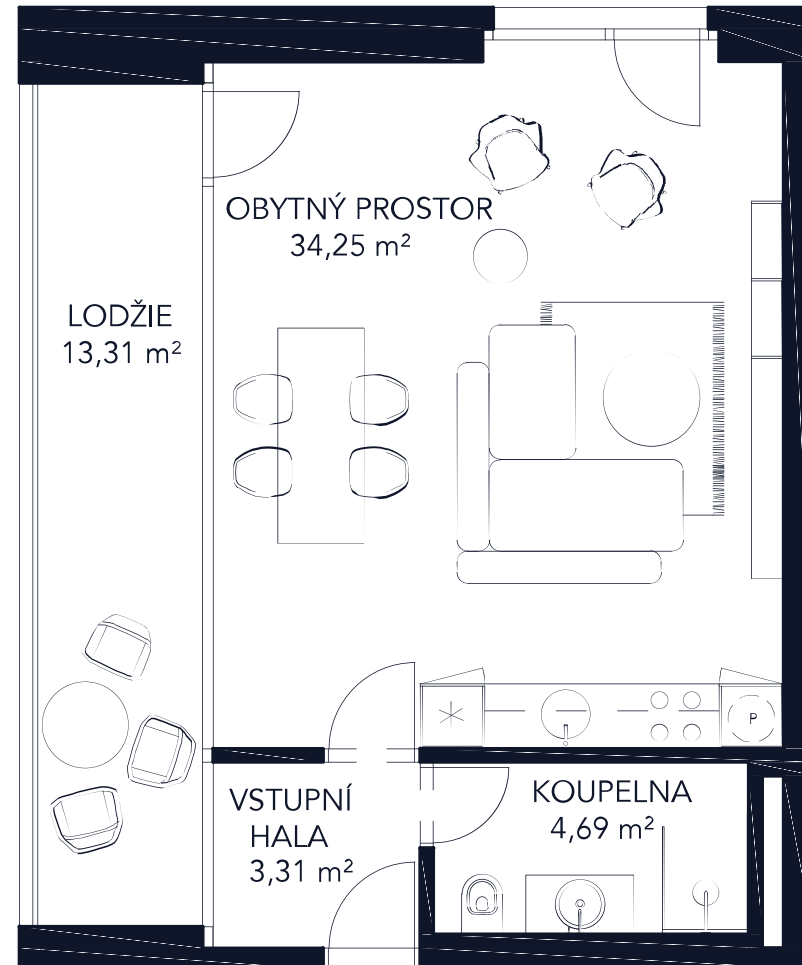 OBYTNÝ PROSTOR
34,25 m²
LODŽIE
13,31 m²
P
VSTUPNÍ
HALA
3,31 m²
KOUPELNA
4,69 m²